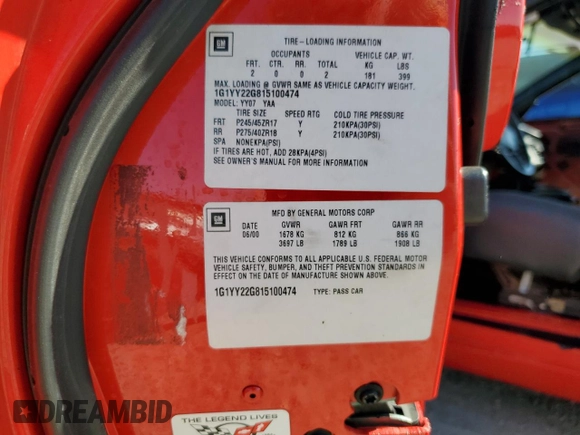 GM
TIRE-LOADING INFORMATION
OCCUPANTS VEHICLE CAP. WT.
FRT. CTR. RR. TOTAL KG LBS
2 0 0 2 181 399
MAX. LOADING @ GVWR SAME AS VEHICLE CAPACITY WEIGHT.
1G1YY22G815100474
MODEL: YY07 YAA
TIRE SIZE SPEED RTG COLD TIRE PRESSURE
FRT P245/45ZR17 Y 210KPA(30PSI)
RR P275/40ZR18 Y 210KPA(30PSI)
SPA NONEKPA(PSI)
IF TIRES ARE HOT, ADD 28KPA(4PSI)
SEE OWNER'S MANUAL FOR MORE INFORMATION
GM
MFD BY GENERAL MOTORS CORP
DATE GVWR GAWR FRT GAWR RR
06/00 1678 KG 812 KG 866 KG
3697 LB 1789 LB 1908 LB
THIS VEHICLE CONFORMS TO ALL APPLICABLE U.S. FEDERAL MOTOR
VEHICLE SAFETY, BUMPER, AND THEFT PREVENTION STANDARDS IN
EFFECT ON THE DATE OF MANUFACTURE SHOWN ABOVE.
1G1YY22G815100474 TYPE: PASS CAR
THE LEGEND LIVES
DREAMBID